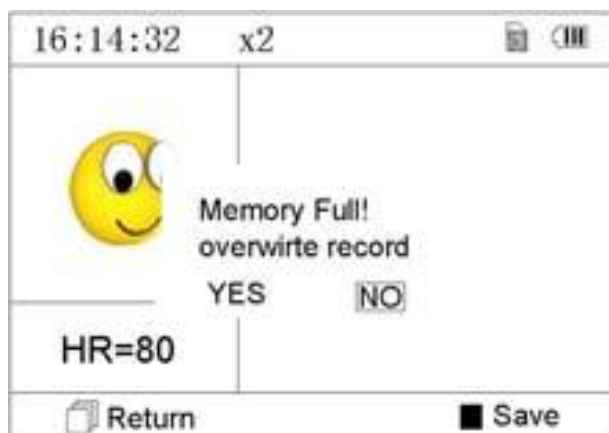 16:14:32 x2
Memory Full!
overwirte record
YES NO
HR=80
Return Save